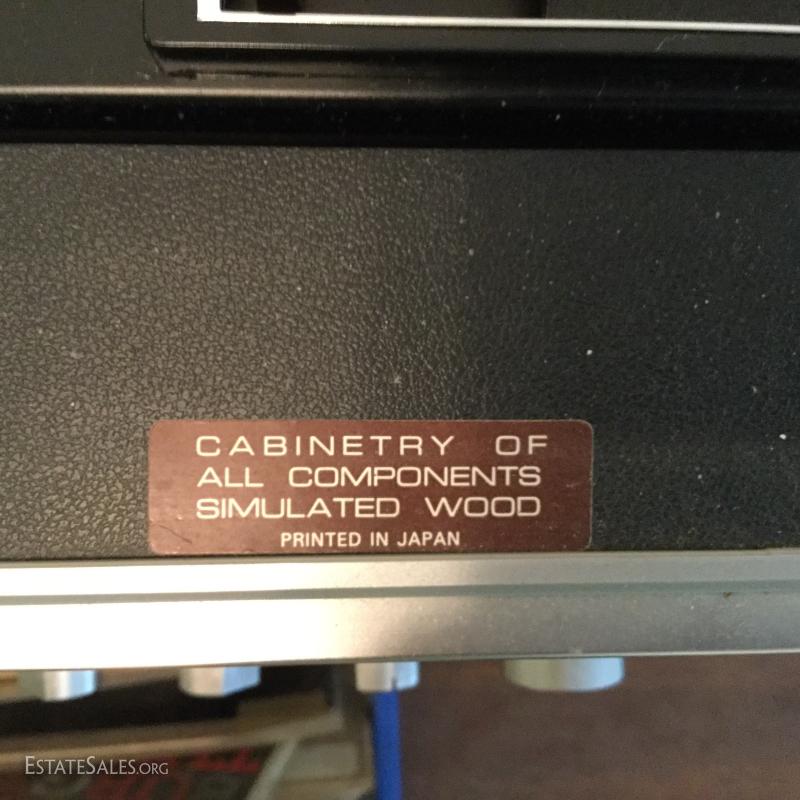 CABINETRY OF
ALL COMPONENTS
SIMULATED WOOD
PRINTED IN JAPAN
ESTATESALES.ORG